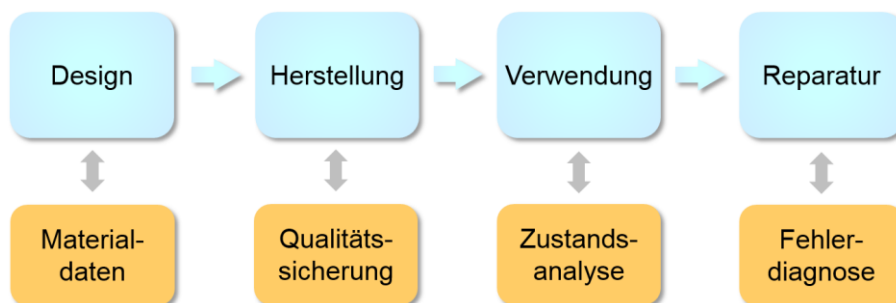 Design
Herstellung
Verwendung
Reparatur
Material-
daten
Qualitäts-
sicherung
Zustands-
analyse
Fehler-
diagnose